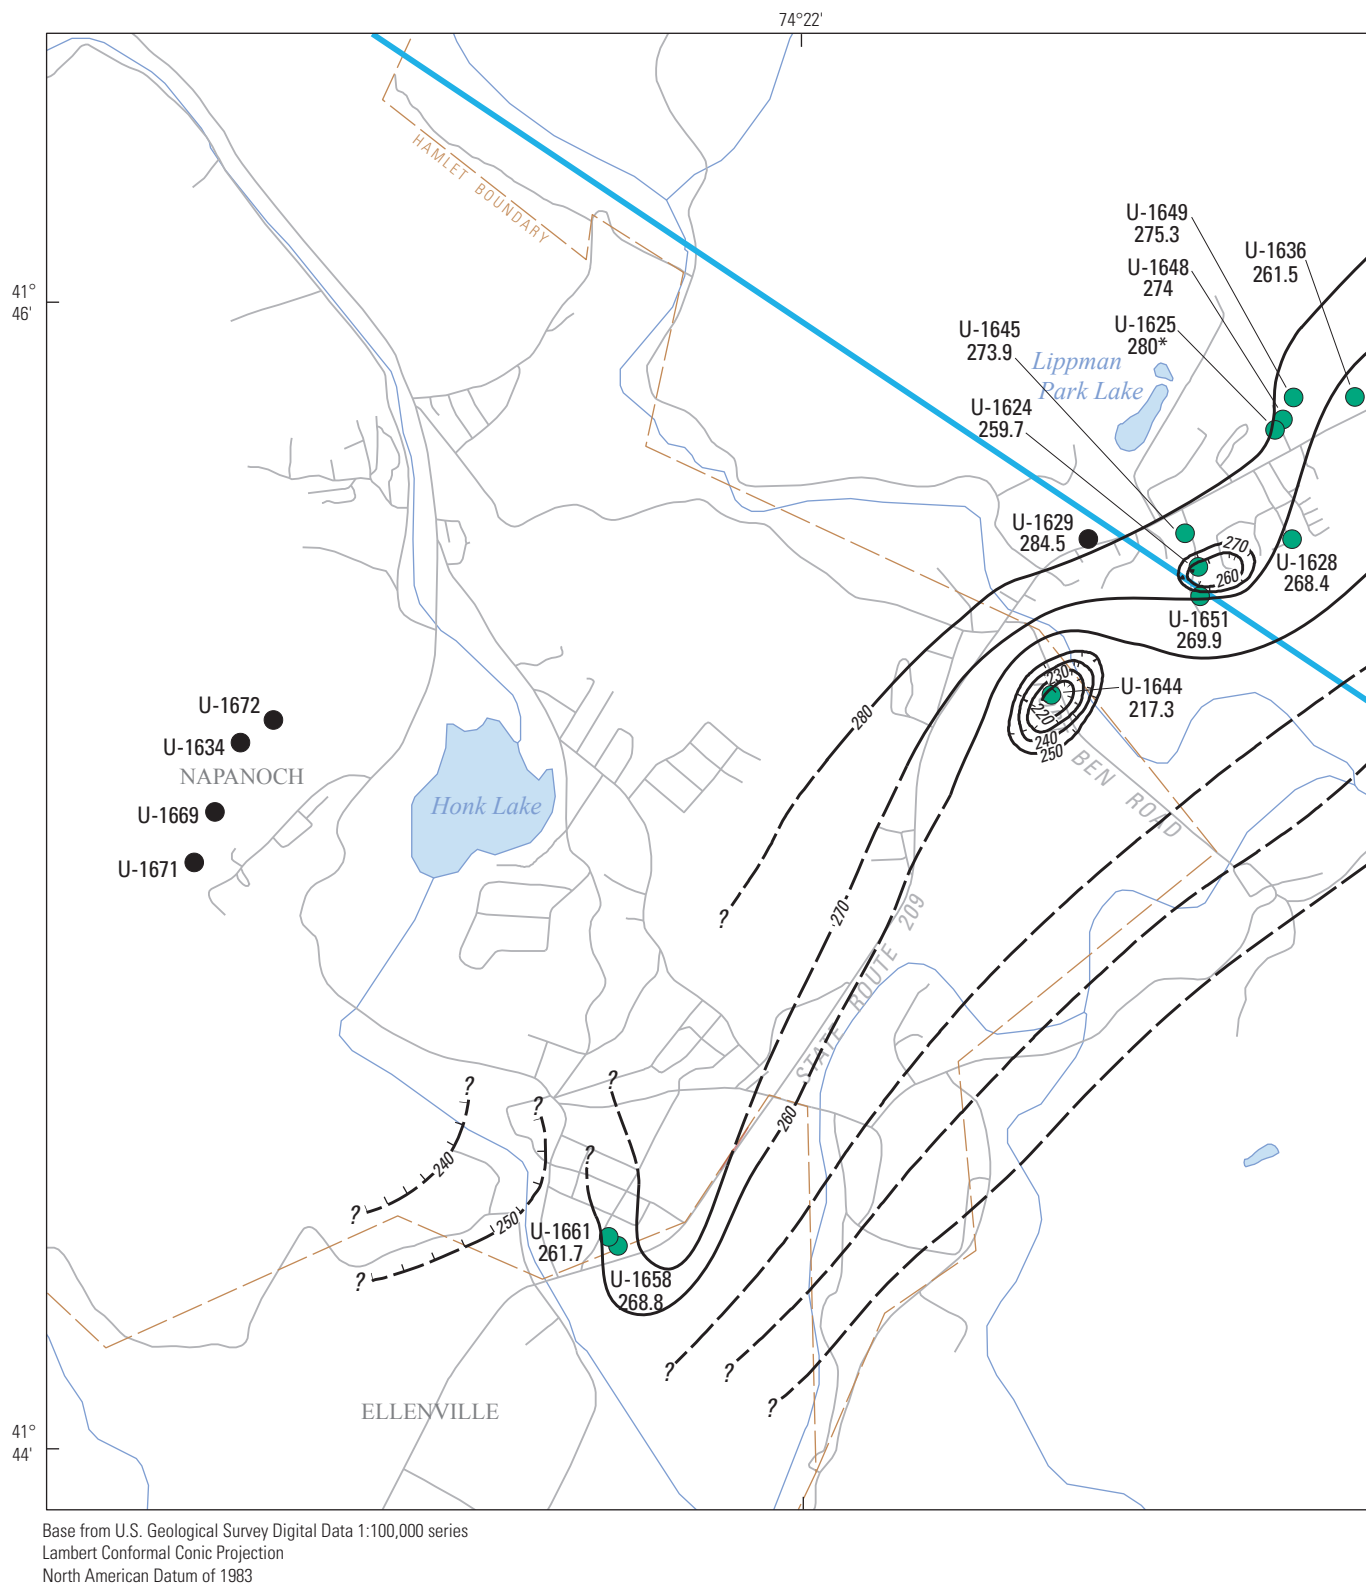 74°22'
HAMLET BOUNDARY
U-1649
275.3
U-1636
261.5
U-1648
274
41°
46'
U-1625
280*
U-1645
273.9
Lippman
Park Lake
U-1624
259.7
U-1629
284.5
270
260
U-1628
268.4
U-1651
269.9
230
220
240
250
U-1644
217.3
U-1672
U-1634
NAPANOCH
280
BEN ROAD
Honk Lake
U-1669
U-1671
?
270
STATE ROUTE 209
?
?
?
260
?
240
?
250
?
U-1661
261.7
U-1658
268.8
?
?
?
ELLENVILLE
41°
44'
Base from U.S. Geological Survey Digital Data 1:100,000 series
Lambert Conformal Conic Projection
North American Datum of 1983